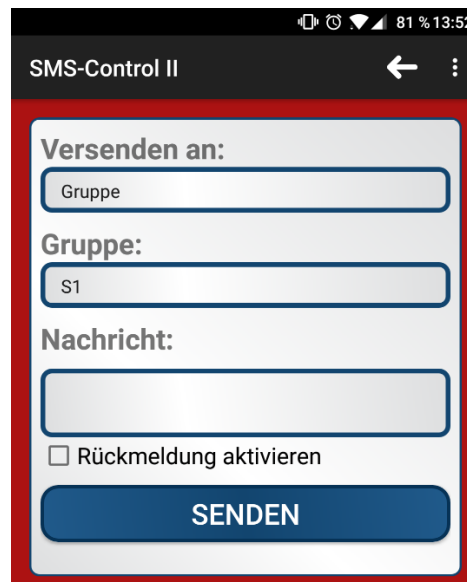 81 % 13:52
SMS-Control II
Versenden an:
Gruppe
Gruppe:
S1
Nachricht:
Rückmeldung aktivieren
SENDEN